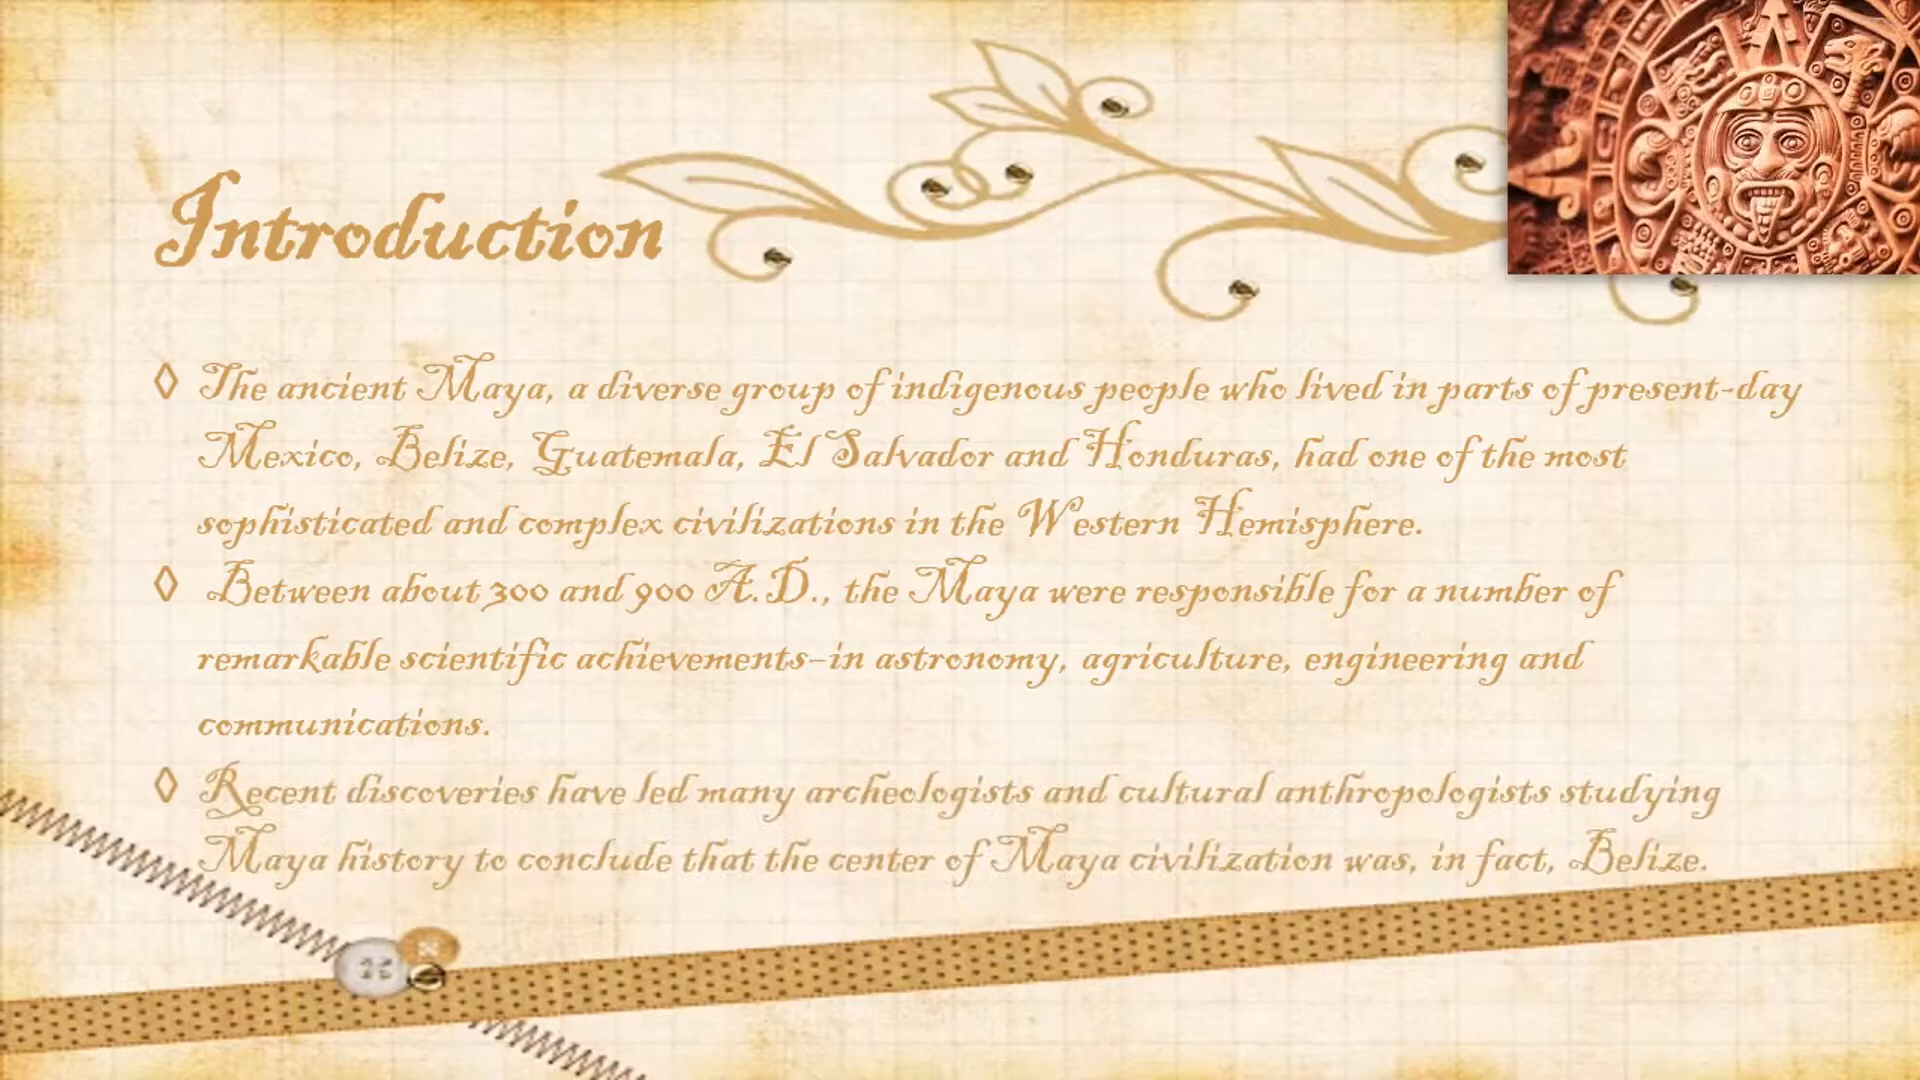 Introduction
◊ The ancient Maya, a diverse group of indigenous people who lived in parts of present-day
Mexico, Belize, Guatemala, El Salvador and Honduras, had one of the most
sophisticated and complex civilizations in the Western Hemisphere.
◊ Between about 300 and 900 A.D., the Maya were responsible for a number of
remarkable scientific achievements–in astronomy, agriculture, engineering and
communications.
◊ Recent discoveries have led many archeologists and cultural anthropologists studying
Maya history to conclude that the center of Maya civilization was, in fact, Belize.